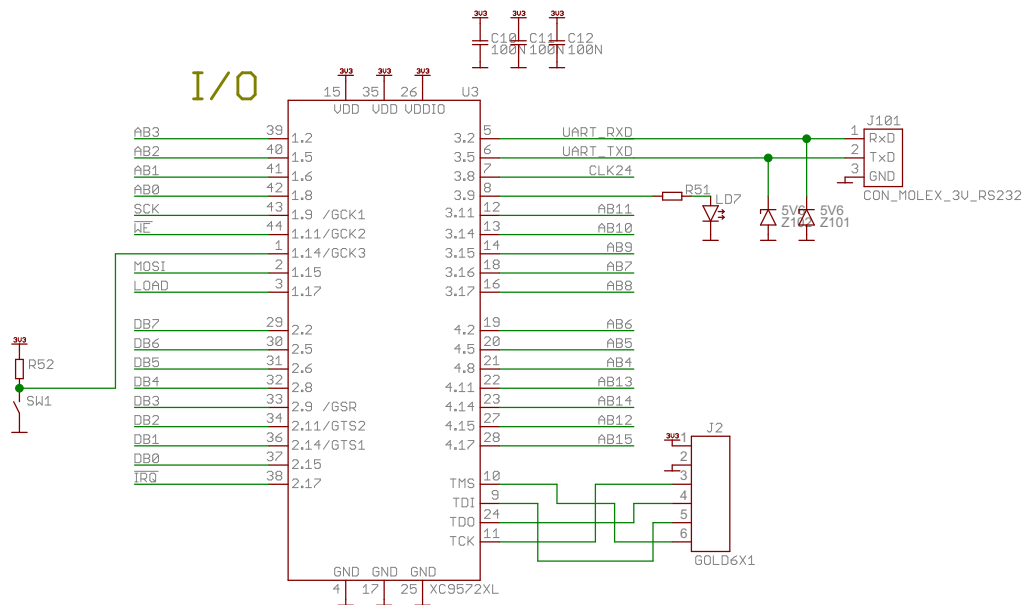 3V3 3V3 3V3
C10 C11 C12
100N 100N 100N
I/O
3V3 3V3 3V3
15 35 26 U3
VDD VDD VDDIO
AB3 39 1.2 3.2 5 UART_RXD
AB2 40 1.5 3.5 6 UART_TXD
AB1 41 1.6 3.8 7 CLK24
AB0 42 1.8 3.9 8 R51 LD7
SCK 43 1.9 /GCK1 3.11 12 AB11
WE 44 1.11/GCK2 3.14 13 AB10
1 1.14/GCK3 3.15 14 AB9
MOSI 2 1.15 3.16 18 AB7
LOAD 3 1.17 3.17 16 AB8
J101
1 RxD
2 TxD
3 GND
CON_MOLEX_3V_RS232
5V6 5V6
Z102 Z101
DB7 29 2.2 4.2 19 AB6
DB6 30 2.5 4.5 20 AB5
DB5 31 2.6 4.8 21 AB4
DB4 32 2.8 4.11 22 AB13
DB3 33 2.9 /GSR 4.14 23 AB14
DB2 34 2.11/GTS2 4.15 27 AB12
DB1 36 2.14/GTS1 4.17 28 AB15
DB0 37 2.15
IRQ 38 2.17
3V3
R52
SW1
TMS 10
TDI 9
TDO 24
TCK 11
J2
3V3 1
2
3
4
5
6
GOLD6X1
GND GND GND
4 17 25 XC9572XL